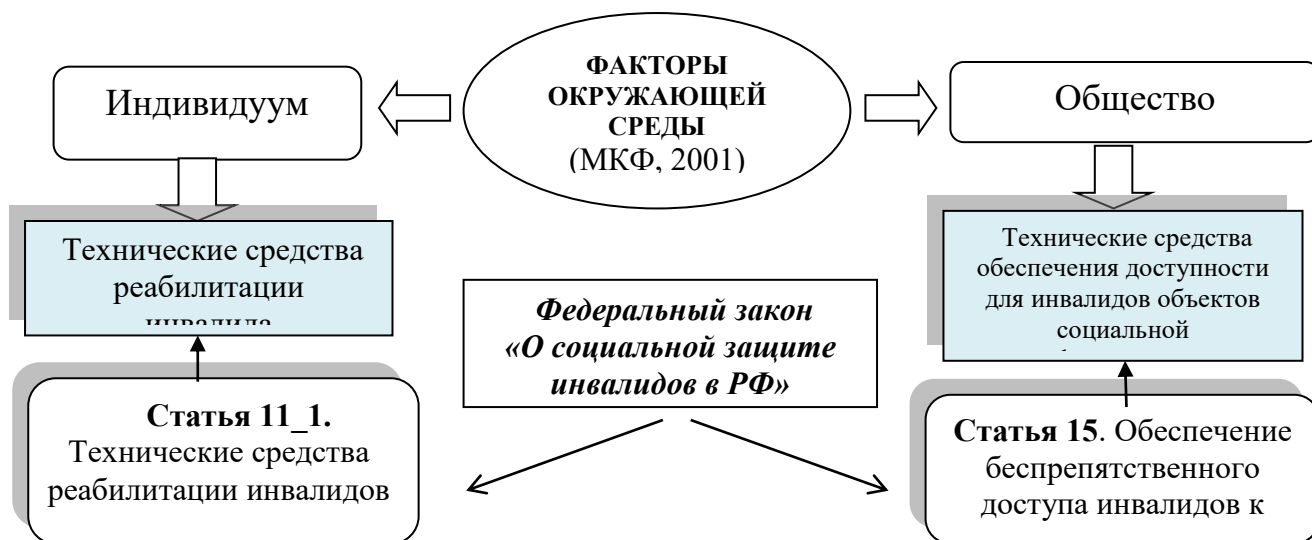 ФАКТОРЫ
ОКРУЖАЮЩЕЙ
СРЕДЫ
(МКФ, 2001)
Индивидуум
Общество
Технические средства
реабилитации
инвалида
Технические средства
обеспечения доступности
для инвалидов объектов
социальной
Федеральный закон
«О социальной защите
инвалидов в РФ»
Статья 11_1.
Технические средства
реабилитации инвалидов
Статья 15. Обеспечение
беспрепятственного
доступа инвалидов к